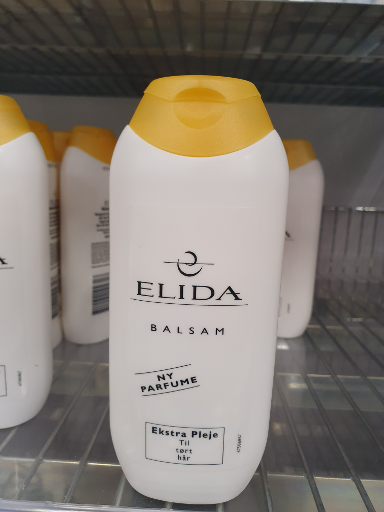 ELIDA
BALSAM
NY
PARFUME
Ekstra Pleje
Til
tørt
hår